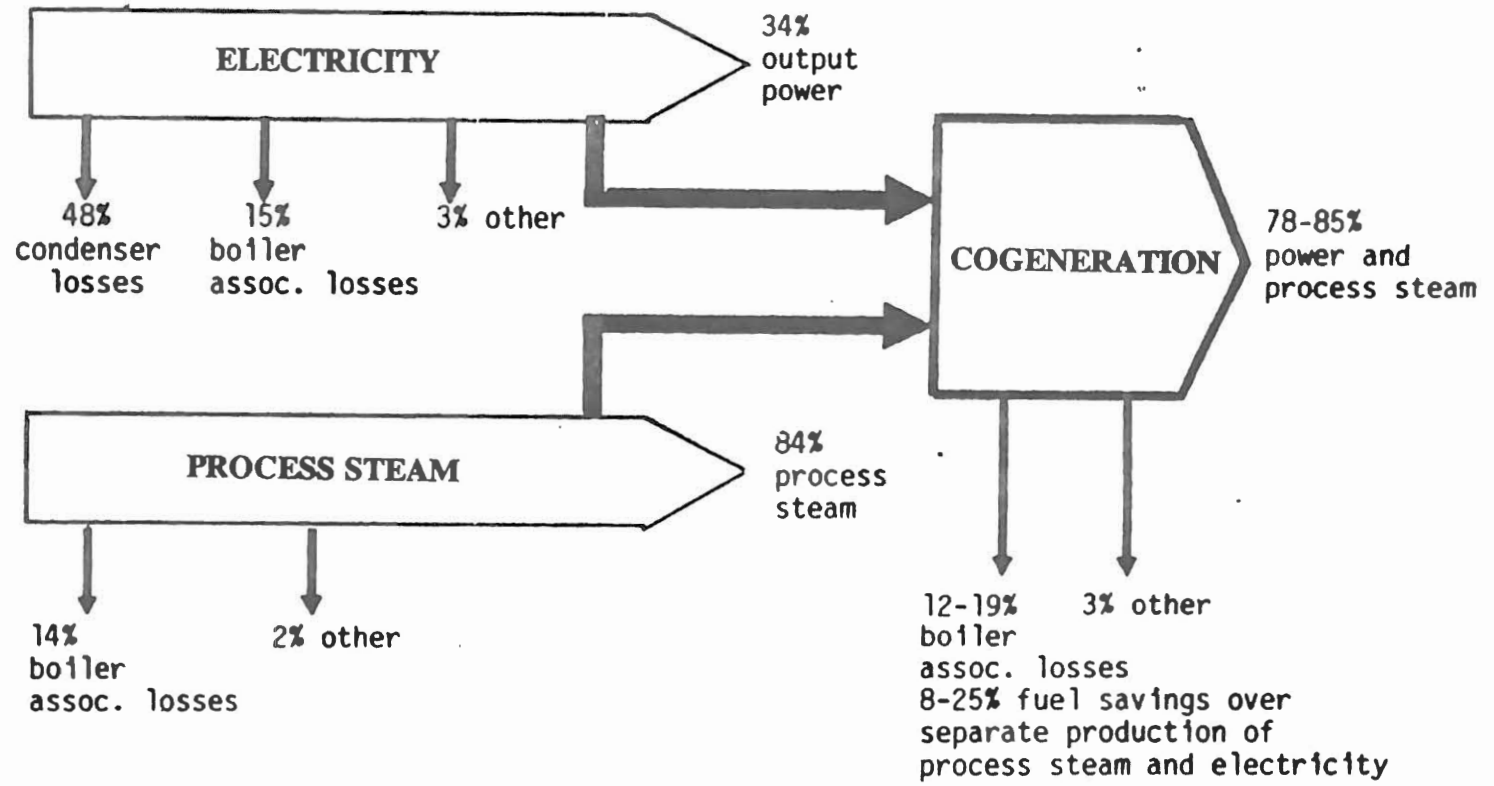 ELECTRICITY
34%
output
power
48%
condenser
losses
15%
boiler
assoc. losses
3% other
COGENERATION
78-85%
power and
process steam
PROCESS STEAM
84%
process
steam
14%
boiler
assoc. losses
2% other
12-19%
boiler
assoc. losses
3% other
8-25% fuel savings over
separate production of
process steam and electricity